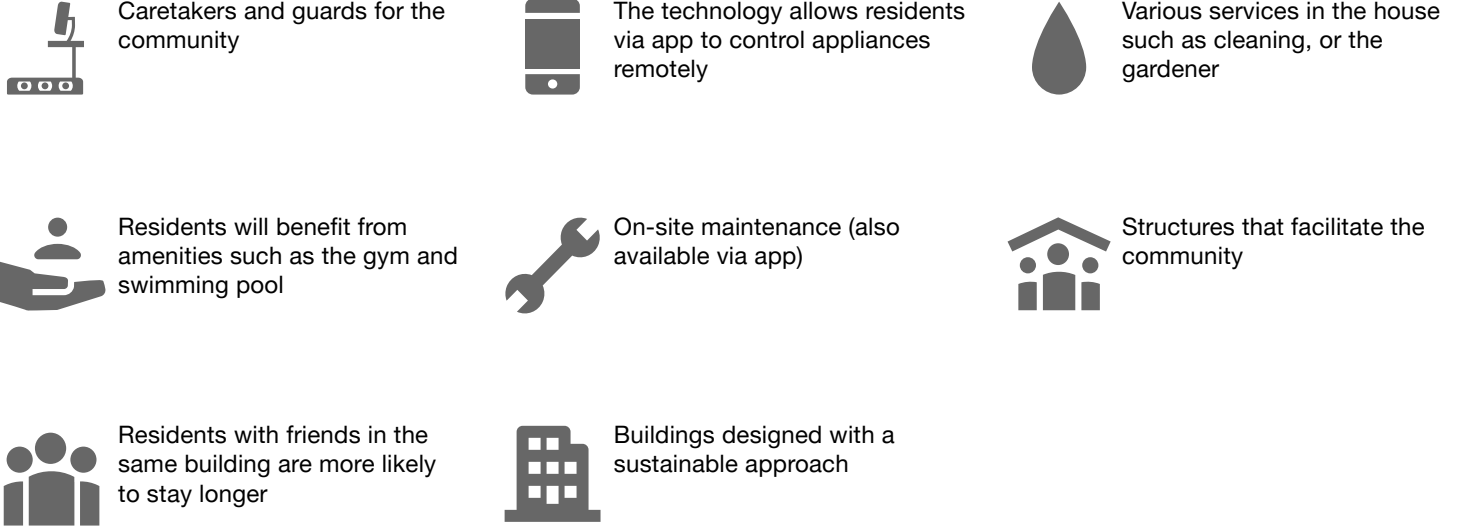 Caretakers and guards for the
community
The technology allows residents
via app to control appliances
remotely
Various services in the house
such as cleaning, or the
gardener
Residents will benefit from
amenities such as the gym and
swimming pool
On-site maintenance (also
available via app)
Structures that facilitate the
community
Residents with friends in the
same building are more likely
to stay longer
Buildings designed with a
sustainable approach